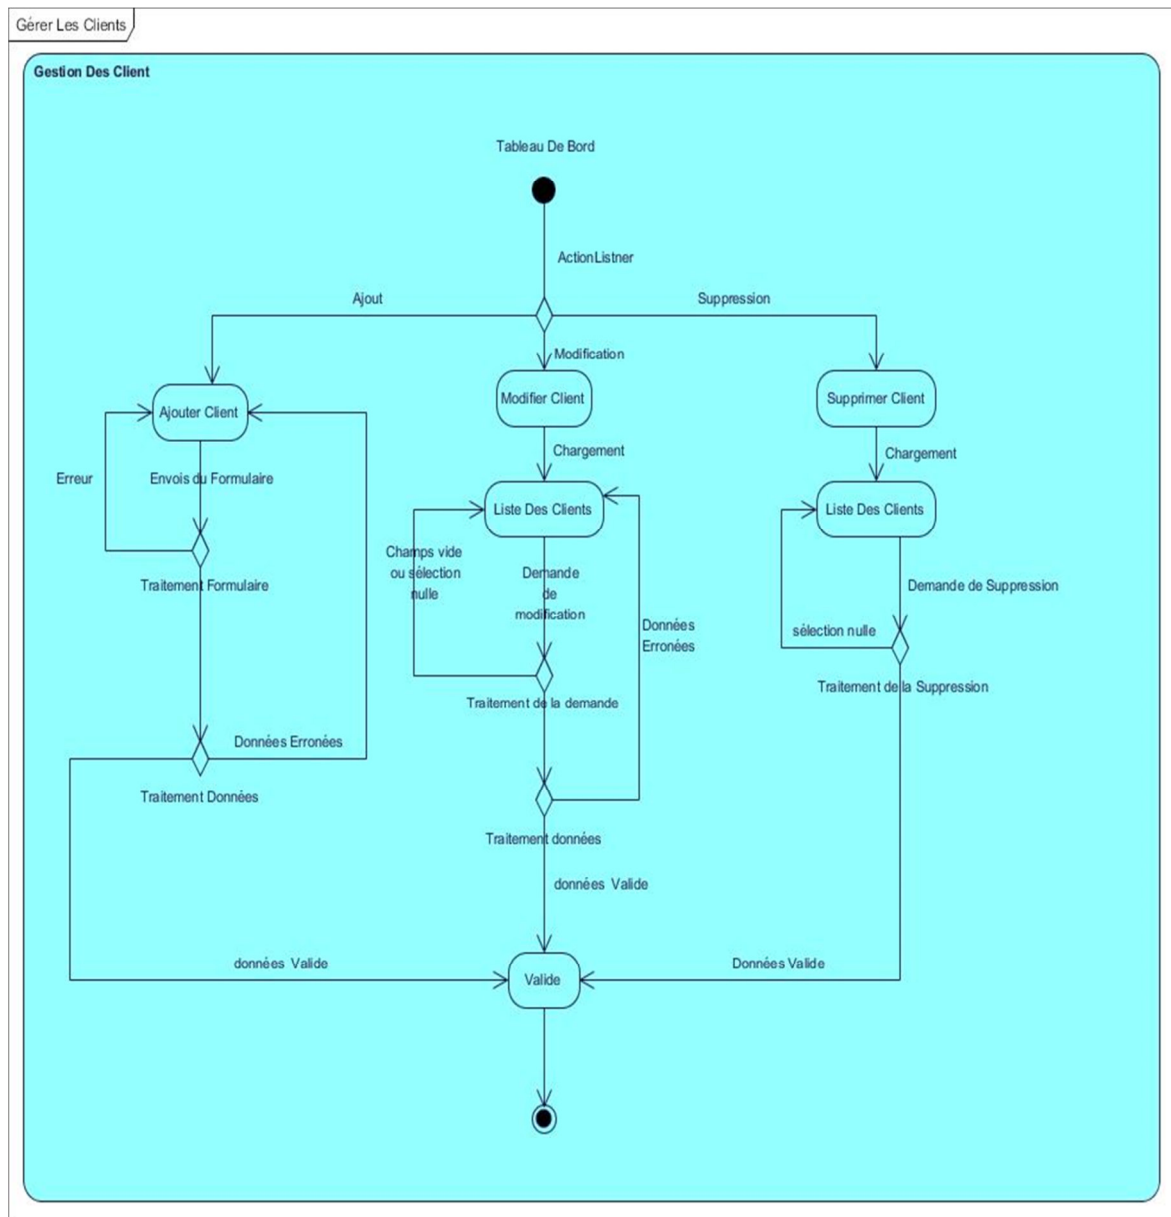 Gérer Les Clients
Gestion Des Client
Tableau De Bord
ActionListner
Ajout
Suppression
Modification
Ajouter Client
Modifier Client
Supprimer Client
Chargement
Chargement
Erreur
Envois du Formulaire
Liste Des Clients
Liste Des Clients
Champs vide
ou sélection
nulle
Demande
de
modification
Traitement Formulaire
Demande de Suppression
Données
Erronées
sélection nulle
Traitement de la Suppression
Traitement de la demande
Données Erronées
Traitement Données
Traitement données
données Valide
données Valide
Données Valide
Valide